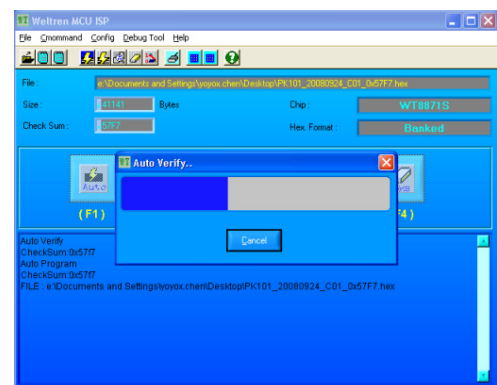 Weltren MCU ISP
File Cmommand Config Debug Tool Help
File : e:\Documents and Settings\yoyox.chen\Desktop\PK101_20080924_C01_0x57F7.hex
Size : 41141 Bytes Chip : WT8871S
Check Sum : 57F7 Hex. Format : Banked
Auto Verify..
Auto
(F1)
Cancel
Auto Verify
CheckSum:0x57f7
Auto Program
CheckSum:0x57f7
FILE : e:\Documents and Settings\yoyox.chen\Desktop\PK101_20080924_C01_0x57F7.hex